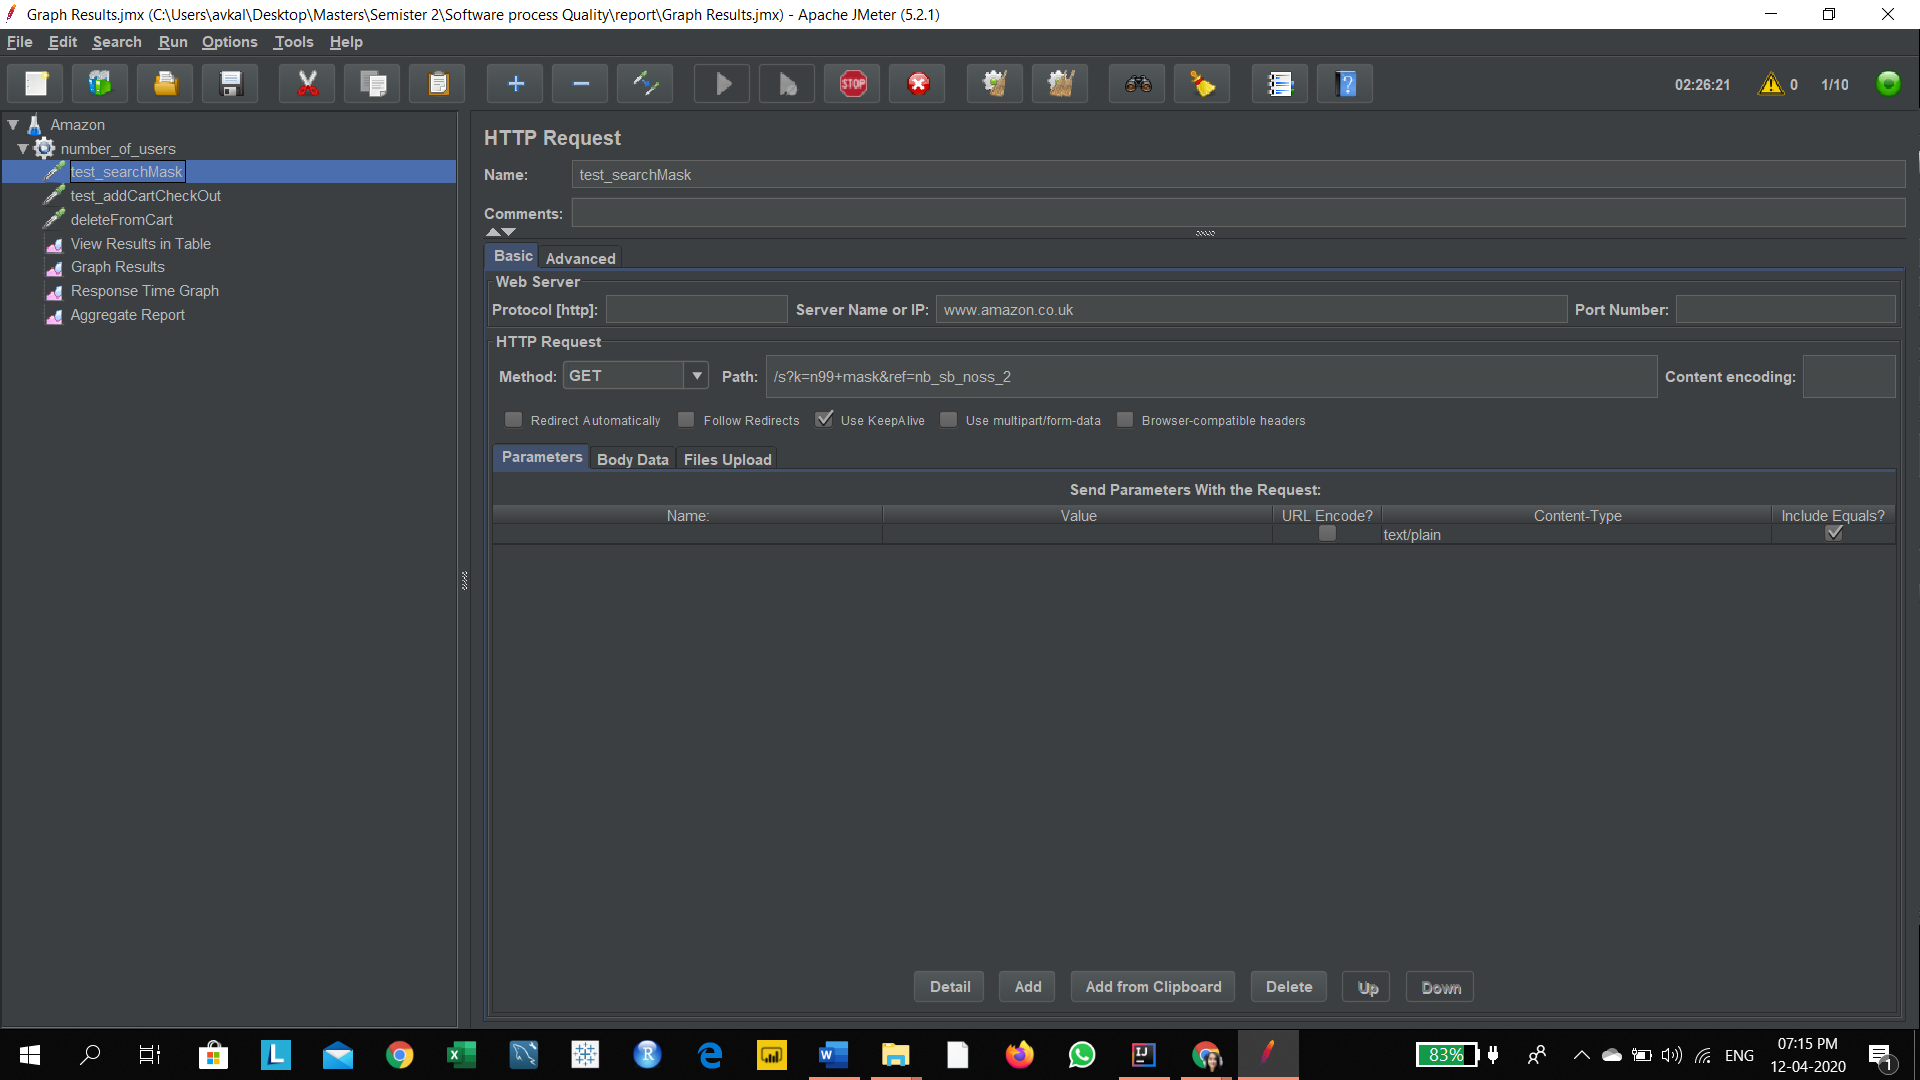 Graph Results.jmx (C:\Users\avkal\Desktop\Masters\Semister 2\Software process Quality\report\Graph Results.jmx) - Apache JMeter (5.2.1)
File Edit Search Run Options Tools Help
STOP
02:26:21 0 1/10
Amazon
number_of_users
test_searchMask
test_addCartCheckOut
deleteFromCart
View Results in Table
Graph Results
Response Time Graph
Aggregate Report
HTTP Request
Name: test_searchMask
Comments:
Basic Advanced
Web Server
Protocol [http]: Server Name or IP: www.amazon.co.uk Port Number:
HTTP Request
Method: GET Path: /s?k=n99+mask&ref=nb_sb_noss_2 Content encoding:
Redirect Automatically Follow Redirects Use KeepAlive Use multipart/form-data Browser-compatible headers
Parameters Body Data Files Upload
Send Parameters With the Request:
Name: Value URL Encode? Content-Type Include Equals?
text/plain
Detail Add Add from Clipboard Delete Up Down
83% ENG 07:15 PM
12-04-2020
1